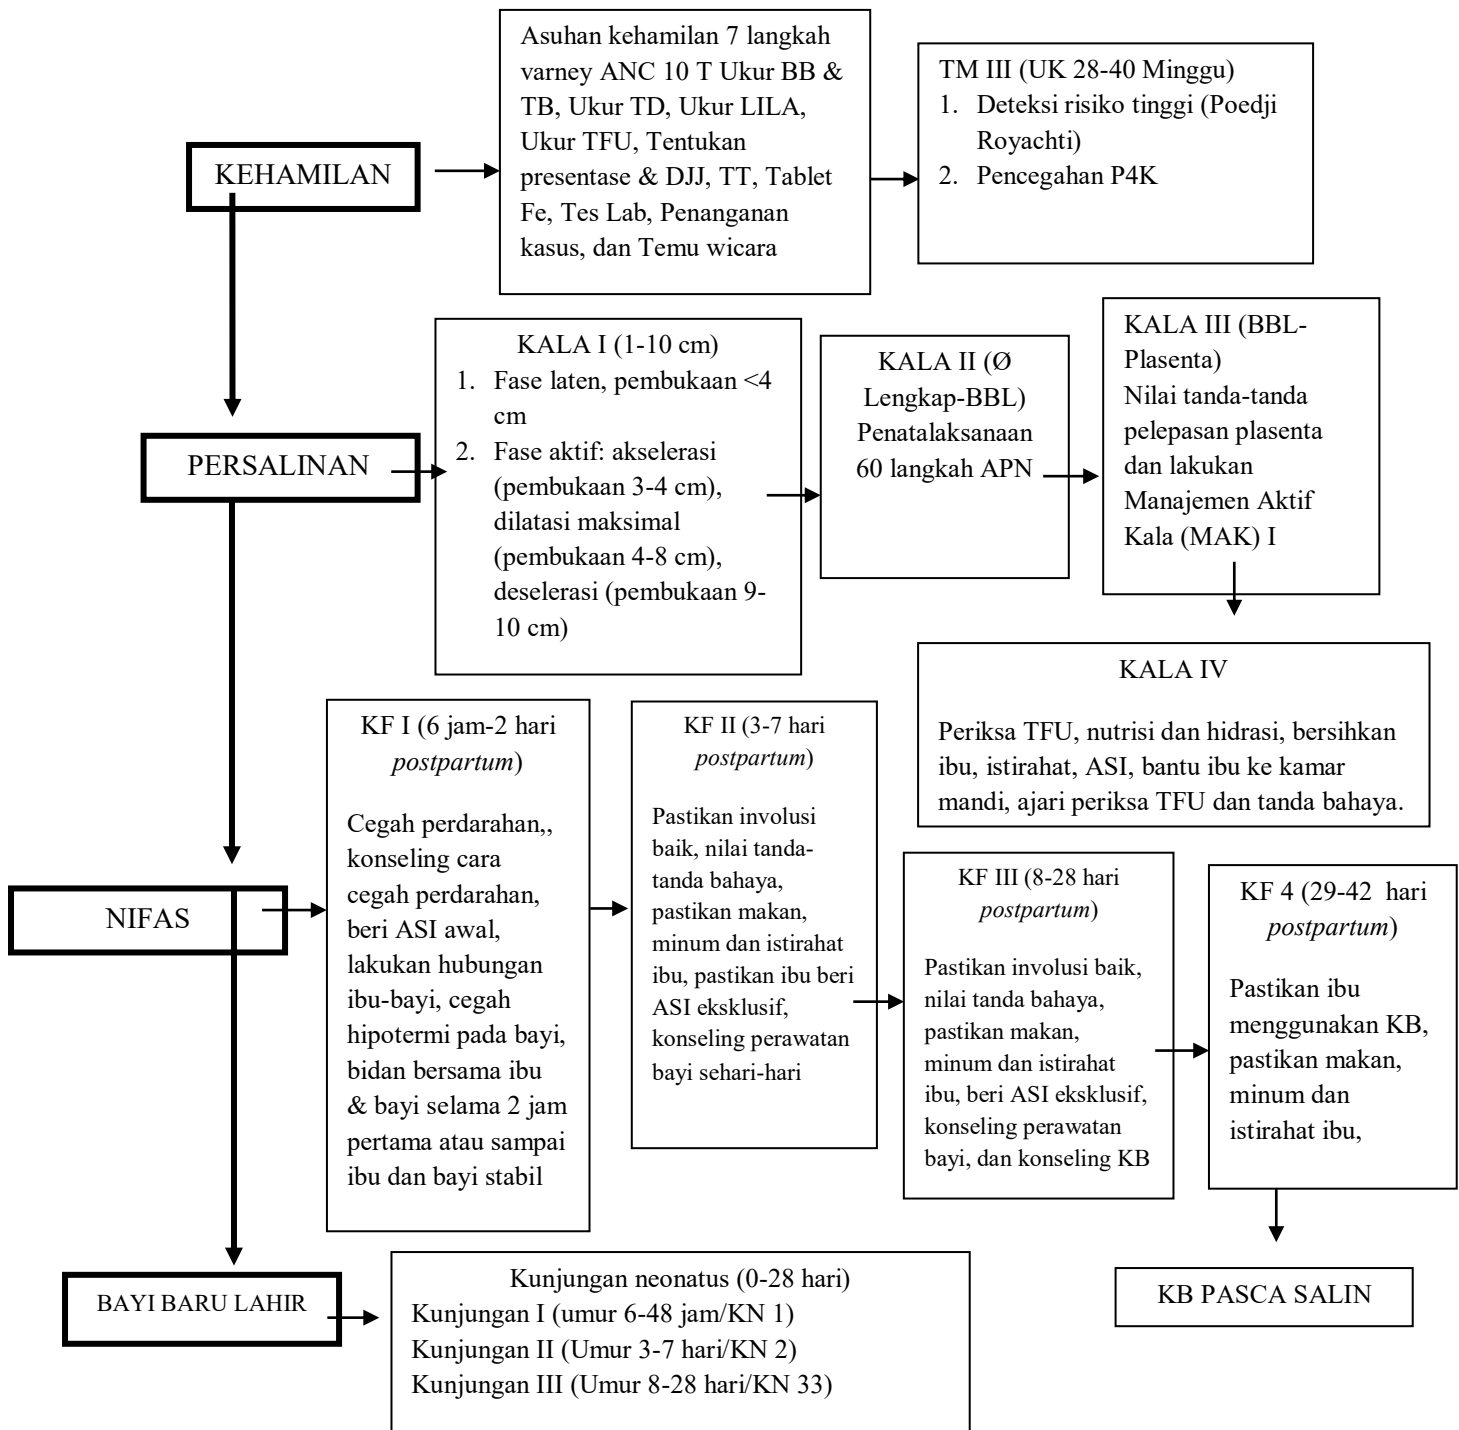 KEHAMILAN
Asuhan kehamilan 7 langkah
varney ANC 10 T Ukur BB &
TB, Ukur TD, Ukur LILA,
Ukur TFU, Tentukan
presentase & DJJ, TT, Tablet
Fe, Tes Lab, Penanganan
kasus, dan Temu wicara
TM III (UK 28-40 Minggu)
1. Deteksi risiko tinggi (Poedji
Royachti)
2. Pencegahan P4K
PERSALINAN
KALA I (1-10 cm)
1. Fase laten, pembukaan <4
cm
2. Fase aktif: akselerasi
(pembukaan 3-4 cm),
dilatasi maksimal
(pembukaan 4-8 cm),
deselerasi (pembukaan 9-
10 cm)
KALA II (Ø
Lengkap-BBL)
Penatalaksanaan
60 langkah APN
KALA III (BBL-
Plasenta)
Nilai tanda-tanda
pelepasan plasenta
dan lakukan
Manajemen Aktif
Kala (MAK) I
KALA IV
Periksa TFU, nutrisi dan hidrasi, bersihkan
ibu, istirahat, ASI, bantu ibu ke kamar
mandi, ajari periksa TFU dan tanda bahaya.
NIFAS
KF I (6 jam-2 hari
postpartum)
Cegah perdarahan,,
konseling cara
cegah perdarahan,
beri ASI awal,
lakukan hubungan
ibu-bayi, cegah
hipotermi pada bayi,
bidan bersama ibu
& bayi selama 2 jam
pertama atau sampai
ibu dan bayi stabil
KF II (3-7 hari
postpartum)
Pastikan involusi
baik, nilai tanda-
tanda bahaya,
pastikan makan,
minum dan istirahat
ibu, pastikan ibu beri
ASI eksklusif,
konseling perawatan
bayi sehari-hari
KF III (8-28 hari
postpartum)
Pastikan involusi baik,
nilai tanda bahaya,
pastikan makan,
minum dan istirahat
ibu, beri ASI eksklusif,
konseling perawatan
bayi, dan konseling KB
KF 4 (29-42 hari
postpartum)
Pastikan ibu
menggunakan KB,
pastikan makan,
minum dan
istirahat ibu,
KB PASCA SALIN
BAYI BARU LAHIR
Kunjungan neonatus (0-28 hari)
Kunjungan I (umur 6-48 jam/KN 1)
Kunjungan II (Umur 3-7 hari/KN 2)
Kunjungan III (Umur 8-28 hari/KN 33)